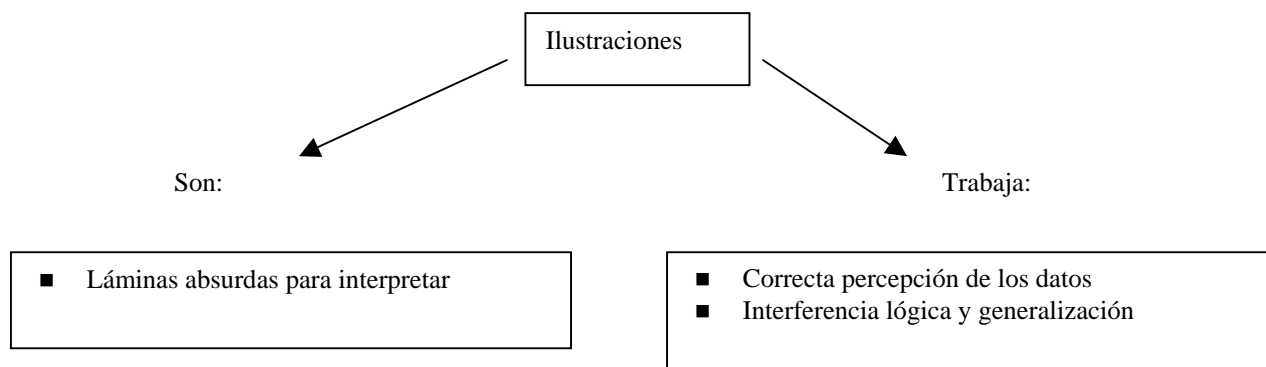 Ilustraciones
Son:
Trabaja:
▪ Láminas absurdas para interpretar
▪ Correcta percepción de los datos
▪ Interferencia lógica y generalización